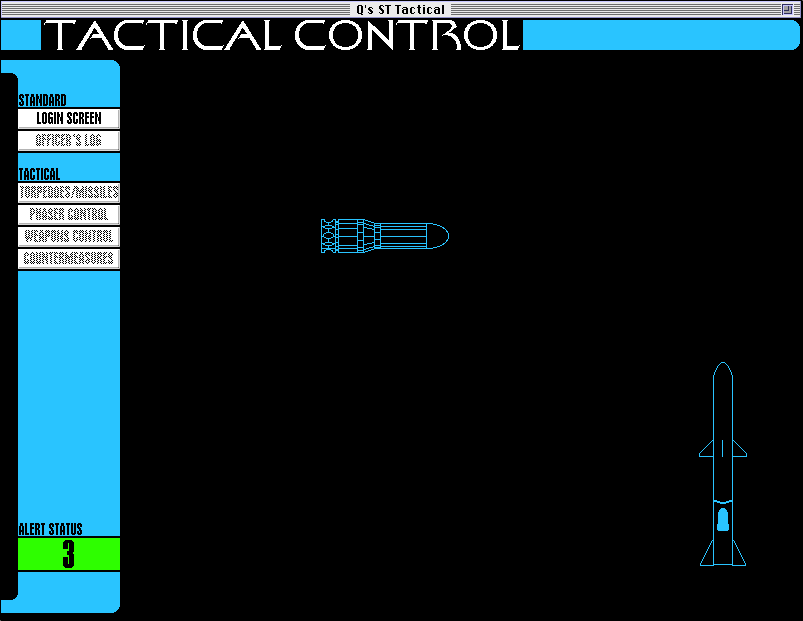 Q's ST Tactical
TACTICAL CONTROL
STANDARD
LOGIN SCREEN
OFFICER'S LOG
TACTICAL
TORPEDOES/MISSILES
PHASER CONTROL
WEAPONS CONTROL
COUNTERMEASURES
ALERT STATUS
3